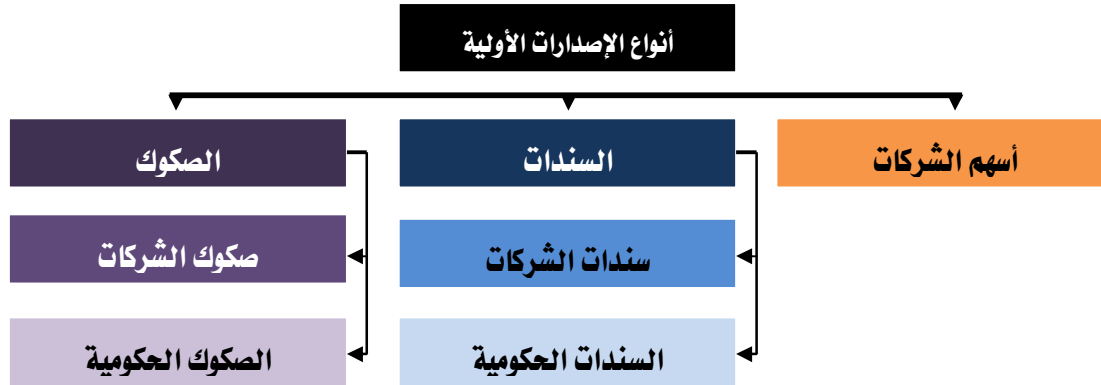 أنواع الإصدارات الأولية
أسهم الشركات
السندات
الصكوك
سندات الشركات
صكوك الشركات
السندات الحكومية
الصكوك الحكومية